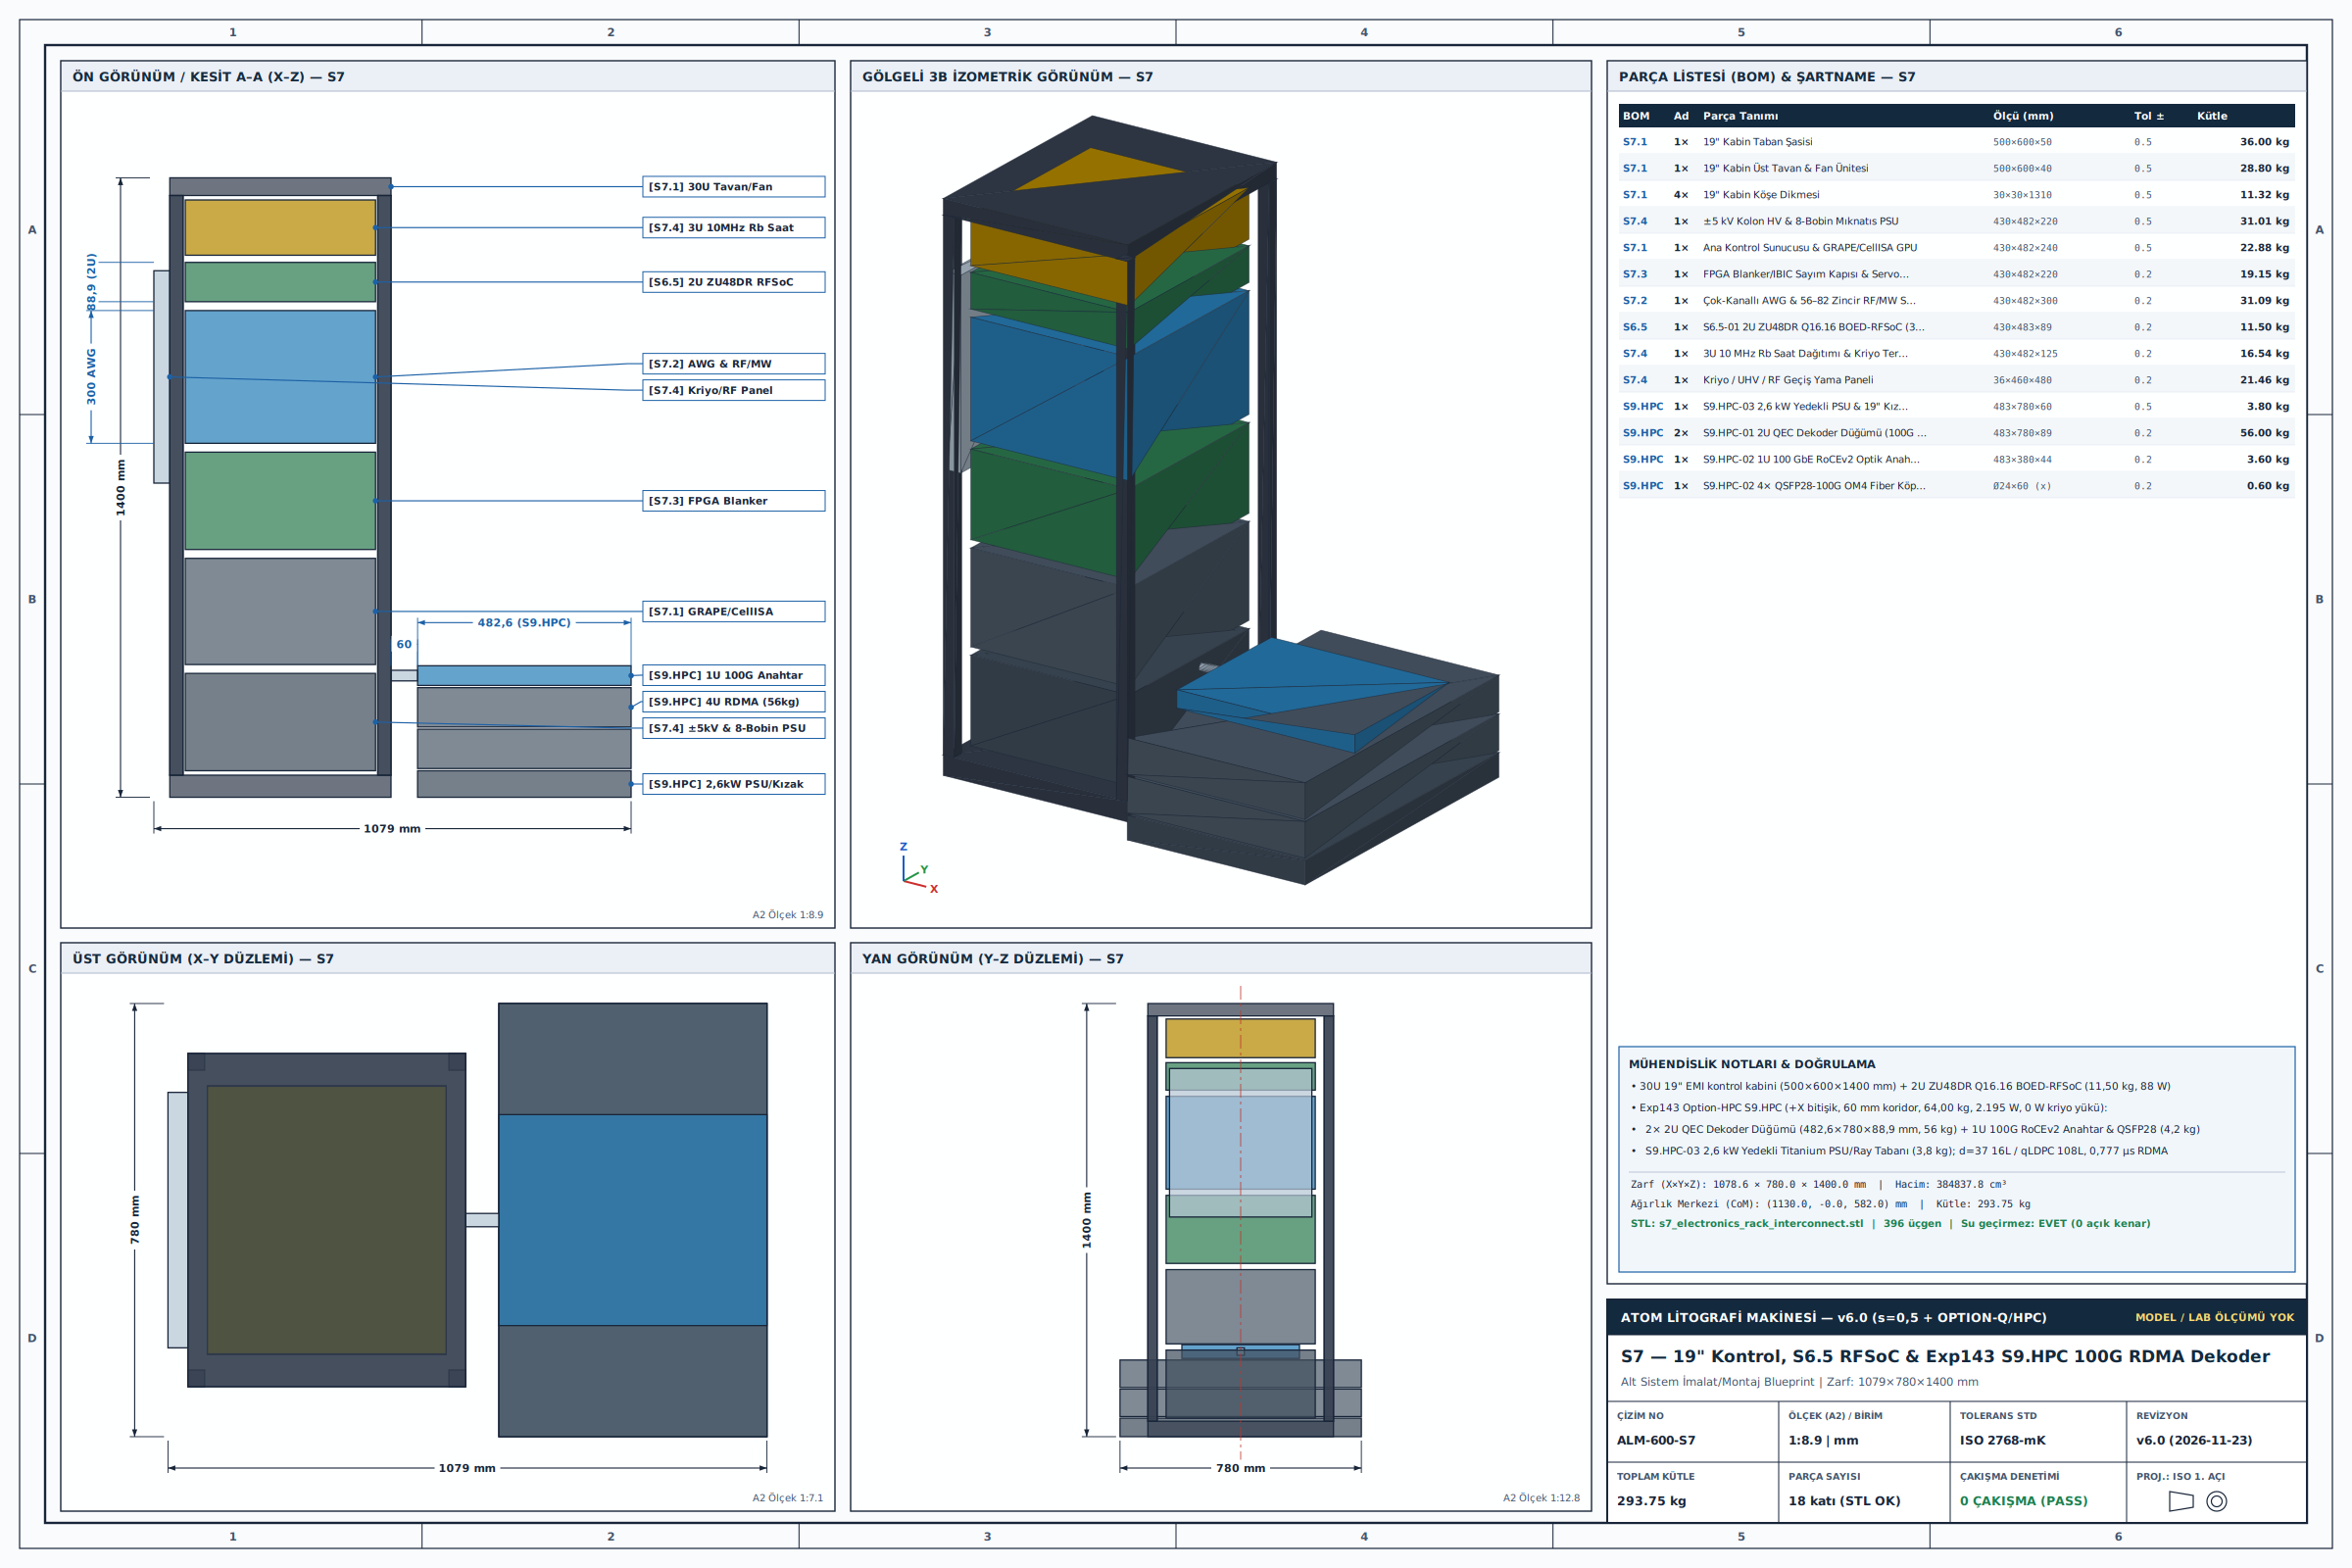 1 2 3 4 5 6
A
B
C
D
A
B
C
D
ÖN GÖRÜNÜM / KESİT A–A (X–Z) — S7
88,9 (2U)
300 AWG
1400 mm
1079 mm
60
482,6 (S9.HPC)
[S7.1] 30U Tavan/Fan
[S7.4] 3U 10MHz Rb Saat
[S6.5] 2U ZU48DR RFSoC
[S7.2] AWG & RF/MW
[S7.4] Kriyo/RF Panel
[S7.3] FPGA Blanker
[S7.1] GRAPE/CellISA
[S9.HPC] 1U 100G Anahtar
[S9.HPC] 4U RDMA (56kg)
[S7.4] ±5kV & 8-Bobin PSU
[S9.HPC] 2,6kW PSU/Kızak
A2 Ölçek 1:8.9
GÖLGELİ 3B İZOMETRİK GÖRÜNÜM — S7
Z
Y
X
PARÇA LİSTESİ (BOM) & ŞARTNAME — S7
BOM Ad Parça Tanımı Ölçü (mm) Tol ± Kütle
S7.1 1× 19" Kabin Taban Şasisi 500×600×50 0.5 36.00 kg
S7.1 1× 19" Kabin Üst Tavan & Fan Ünitesi 500×600×40 0.5 28.80 kg
S7.1 4× 19" Kabin Köşe Dikmesi 30×30×1310 0.5 11.32 kg
S7.4 1× ±5 kV Kolon HV & 8-Bobin Mıknatıs PSU 430×482×220 0.5 31.01 kg
S7.1 1× Ana Kontrol Sunucusu & GRAPE/CellISA GPU 430×482×240 0.5 22.88 kg
S7.3 1× FPGA Blanker/IBIC Sayım Kapısı & Servo... 430×482×220 0.2 19.15 kg
S7.2 1× Çok-Kanallı AWG & 56–82 Zincir RF/MW S... 430×482×300 0.2 31.09 kg
S6.5 1× S6.5-01 2U ZU48DR Q16.16 BOED-RFSoC (3... 430×483×89 0.2 11.50 kg
S7.4 1× 3U 10 MHz Rb Saat Dağıtımı & Kriyo Ter... 430×482×125 0.2 16.54 kg
S7.4 1× Kriyo / UHV / RF Geçiş Yama Paneli 36×460×480 0.2 21.46 kg
S9.HPC 1× S9.HPC-03 2,6 kW Yedekli PSU & 19" Kız... 483×780×60 0.5 3.80 kg
S9.HPC 2× S9.HPC-01 2U QEC Dekoder Düğümü (100G ... 483×780×89 0.2 56.00 kg
S9.HPC 1× S9.HPC-02 1U 100 GbE RoCEv2 Optik Anah... 483×380×44 0.2 3.60 kg
S9.HPC 1× S9.HPC-02 4× QSFP28-100G OM4 Fiber Köp... Ø24×60 (x) 0.2 0.60 kg
MÜHENDİSLİK NOTLARI & DOĞRULAMA
• 30U 19" EMI kontrol kabini (500×600×1400 mm) + 2U ZU48DR Q16.16 BOED-RFSoC (11,50 kg, 88 W)
• Exp143 Option-HPC S9.HPC (+X bitişik, 60 mm koridor, 64,00 kg, 2.195 W, 0 W kriyo yükü):
• 2× 2U QEC Dekoder Düğümü (482,6×780×88,9 mm, 56 kg) + 1U 100G RoCEv2 Anahtar & QSFP28 (4,2 kg)
• S9.HPC-03 2,6 kW Yedekli Titanium PSU/Ray Tabanı (3,8 kg); d=37 16L / qLDPC 108L, 0,777 µs RDMA
Zarf (X×Y×Z): 1078.6 × 780.0 × 1400.0 mm | Hacim: 384837.8 cm³
Ağırlık Merkezi (CoM): (1130.0, -0.0, 582.0) mm | Kütle: 293.75 kg
STL: s7_electronics_rack_interconnect.stl | 396 üçgen | Su geçirmez: EVET (0 açık kenar)
ÜST GÖRÜNÜM (X–Y DÜZLEMİ) — S7
780 mm
1079 mm
A2 Ölçek 1:7.1
YAN GÖRÜNÜM (Y–Z DÜZLEMİ) — S7
1400 mm
780 mm
A2 Ölçek 1:12.8
ATOM LİTOGRAFİ MAKİNESİ — v6.0 (s=0,5 + OPTION-Q/HPC) MODEL / LAB ÖLÇÜMÜ YOK
S7 — 19" Kontrol, S6.5 RFSoC & Exp143 S9.HPC 100G RDMA Dekoder
Alt Sistem İmalat/Montaj Blueprint | Zarf: 1079×780×1400 mm
ÇİZİM NO ÖLÇEK (A2) / BİRİM TOLERANS STD REVİZYON
ALM-600-S7 1:8.9 | mm ISO 2768-mK v6.0 (2026-11-23)
TOPLAM KÜTLE PARÇA SAYISI ÇAKIŞMA DENETİMİ PROJ.: ISO 1. AÇI
293.75 kg 18 katı (STL OK) 0 ÇAKIŞMA (PASS)
1 2 3 4 5 6